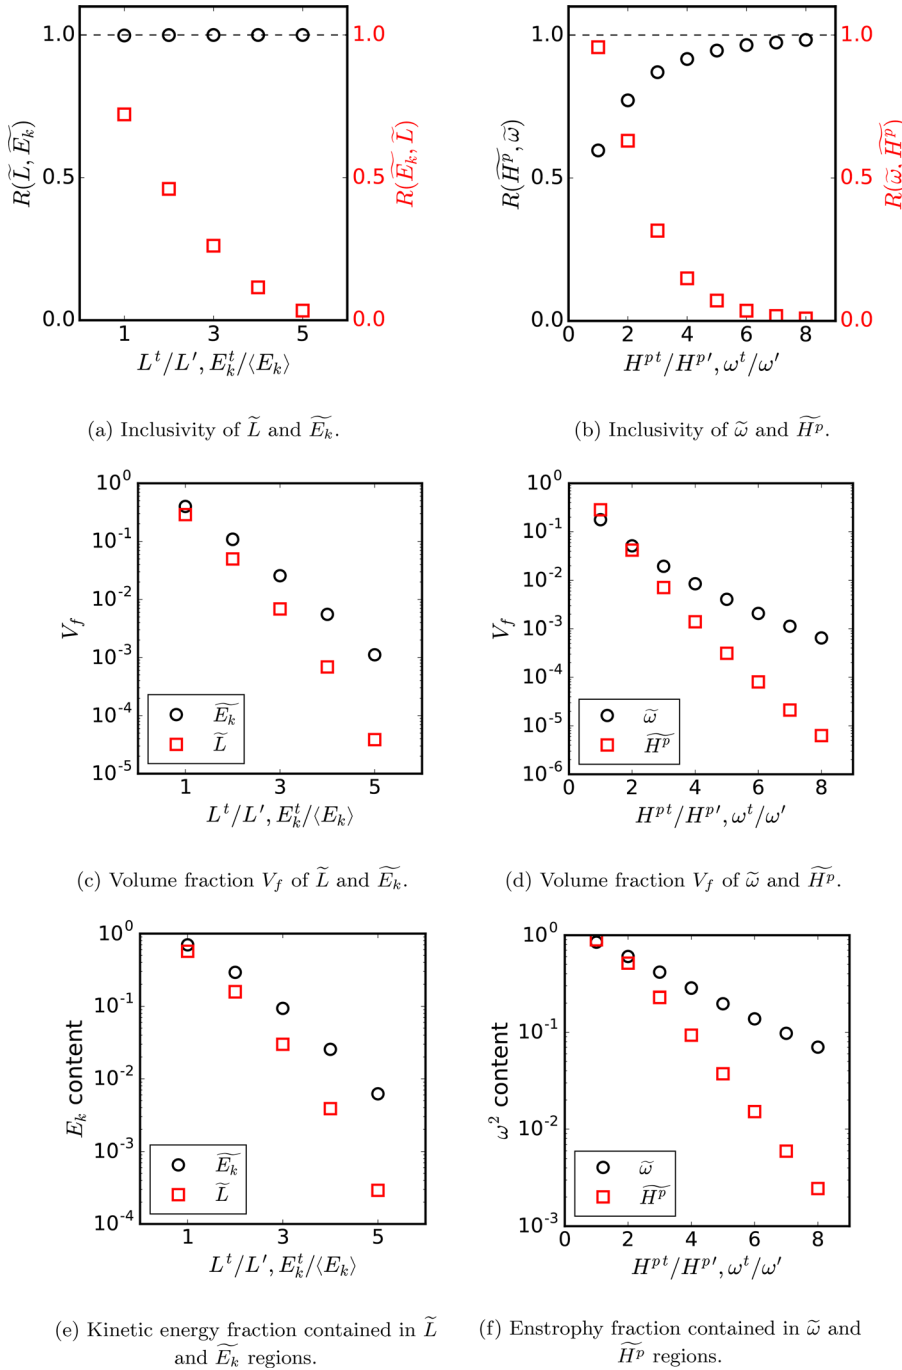 1.0
0.5
0.0
R(L̃, Ẽ_k)
1.0
0.5
0.0
R(Ẽ_k, L̃)
1 3 5
L^t/L′, E_k^t/⟨E_k⟩
(a) Inclusivity of L̃ and Ẽ_k.
1.0
0.5
0.0
R(H̃^p, ω̃)
1.0
0.5
0.0
R(ω̃, H̃^p)
0 2 4 6 8
H^{pt}/H^p′, ω^t/ω′
(b) Inclusivity of ω̃ and H̃^p.
10^0
10^-1
10^-2
10^-3
10^-4
10^-5
V_f
Ẽ_k
L̃
1 3 5
L^t/L′, E_k^t/⟨E_k⟩
(c) Volume fraction V_f of L̃ and Ẽ_k.
10^0
10^-1
10^-2
10^-3
10^-4
10^-5
10^-6
V_f
ω̃
H̃^p
0 2 4 6 8
H^{pt}/H^p′, ω^t/ω′
(d) Volume fraction V_f of ω̃ and H̃^p.
10^0
10^-1
10^-2
10^-3
10^-4
E_k content
Ẽ_k
L̃
1 3 5
L^t/L′, E_k^t/⟨E_k⟩
(e) Kinetic energy fraction contained in L̃
and Ẽ_k regions.
10^0
10^-1
10^-2
10^-3
ω^2 content
ω̃
H̃^p
0 2 4 6 8
H^{pt}/H^p′, ω^t/ω′
(f) Enstrophy fraction contained in ω̃ and
H̃^p regions.